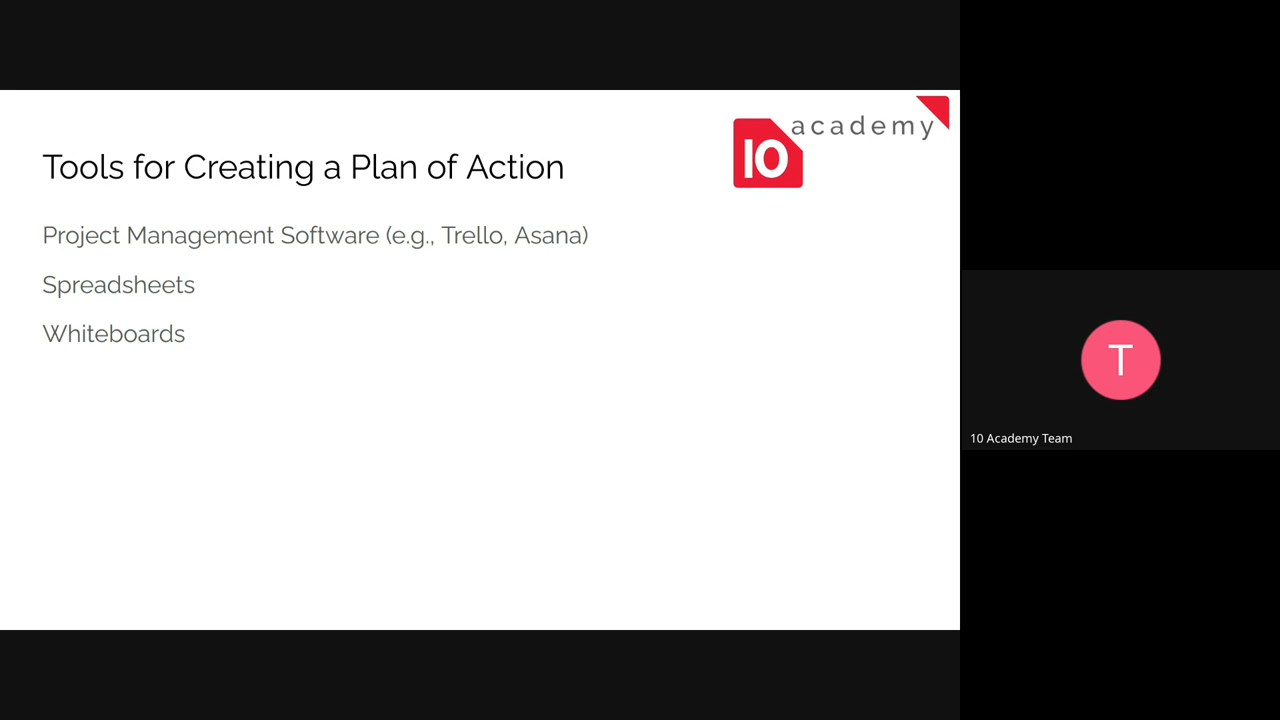 academy
10
Tools for Creating a Plan of Action
Project Management Software (e.g., Trello, Asana)
Spreadsheets
Whiteboards
T
10 Academy Team